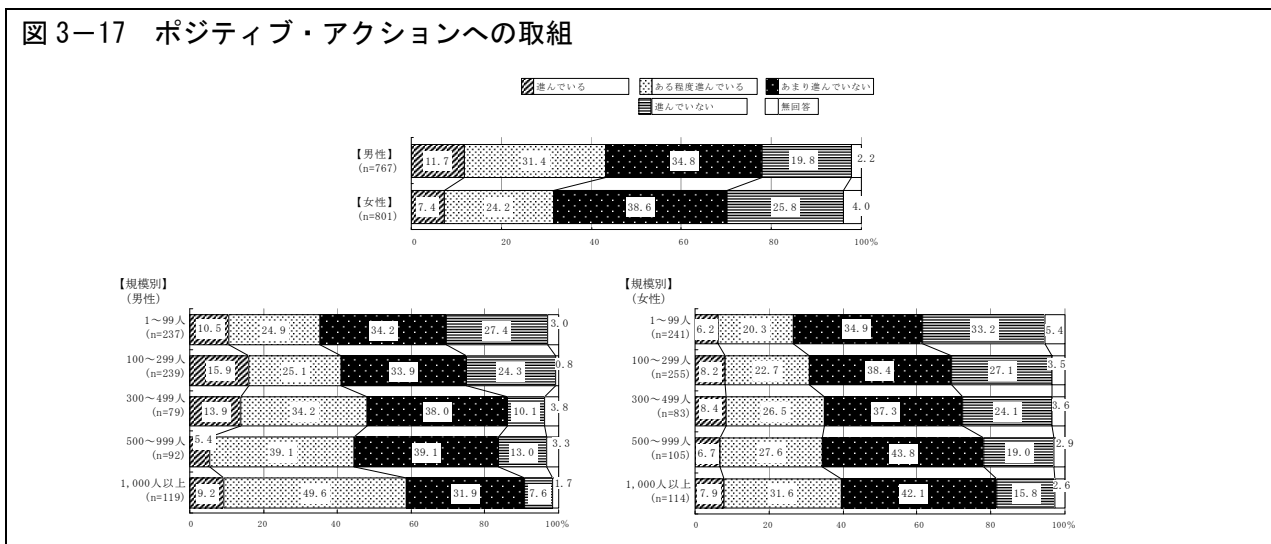 図3－17 ポジティブ・アクションへの取組
進んでいる ある程度進んでいる あまり進んでいない
進んでいない 無回答
【男性】
(n=767)
11.7 31.4 34.8 19.8 2.2
【女性】
(n=801)
7.4 24.2 38.6 25.8 4.0
0 20 40 60 80 100%
【規模別】
(男性)
1～99人
(n=237)
10.5 24.9 34.2 27.4 3.0
100～299人
(n=239)
15.9 25.1 33.9 24.3 0.8
300～499人
(n=79)
13.9 34.2 38.0 10.1 3.8
500～999人
(n=92)
5.4 39.1 39.1 13.0 3.3
1,000人以上
(n=119)
9.2 49.6 31.9 7.6 1.7
0 20 40 60 80 100%
【規模別】
(女性)
1～99人
(n=241)
6.2 20.3 34.9 33.2 5.4
100～299人
(n=255)
8.2 22.7 38.4 27.1 3.5
300～499人
(n=83)
8.4 26.5 37.3 24.1 3.6
500～999人
(n=105)
6.7 27.6 43.8 19.0 2.9
1,000人以上
(n=114)
7.9 31.6 42.1 15.8 2.6
0 20 40 60 80 100%